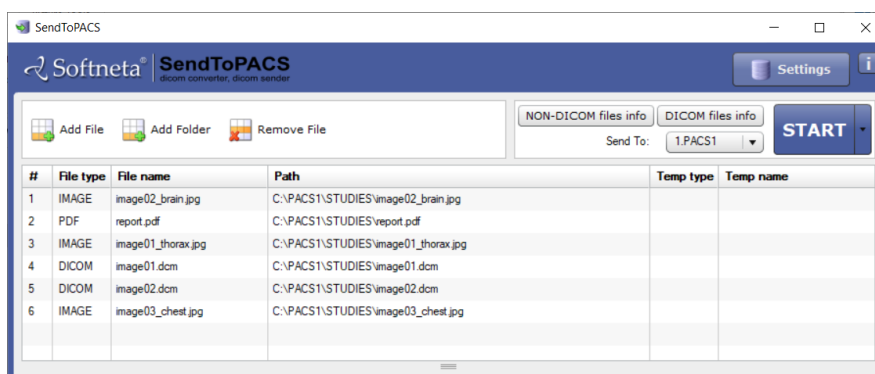 SendToPACS
Softneta® SendToPACS
dicom converter, dicom sender
Settings
i
Add File Add Folder Remove File
NON-DICOM files info DICOM files info
Send To: 1.PACS1
START
# File type File name Path Temp type Temp name
1 IMAGE image02_brain.jpg C:\PACS1\STUDIES\image02_brain.jpg
2 PDF report.pdf C:\PACS1\STUDIES\report.pdf
3 IMAGE image01_thorax.jpg C:\PACS1\STUDIES\image01_thorax.jpg
4 DICOM image01.dcm C:\PACS1\STUDIES\image01.dcm
5 DICOM image02.dcm C:\PACS1\STUDIES\image02.dcm
6 IMAGE image03_chest.jpg C:\PACS1\STUDIES\image03_chest.jpg